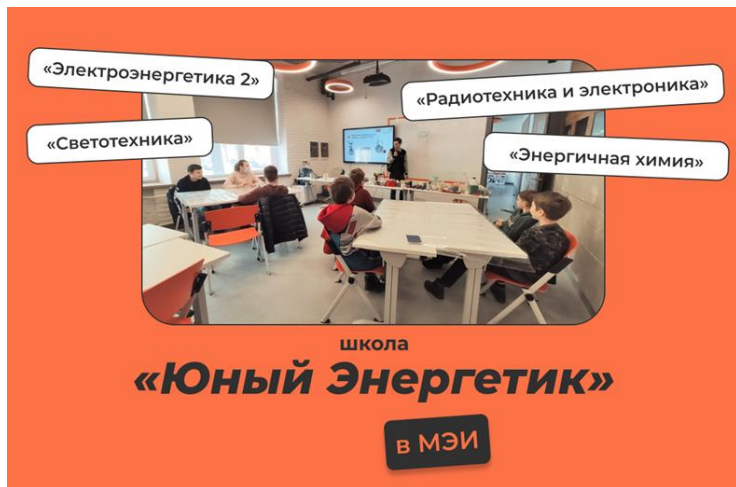 «Электроэнергетика 2»
«Радиотехника и электроника»
«Светотехника»
«Энергичная химия»
школа
«Юный Энергетик»
в МЭИ